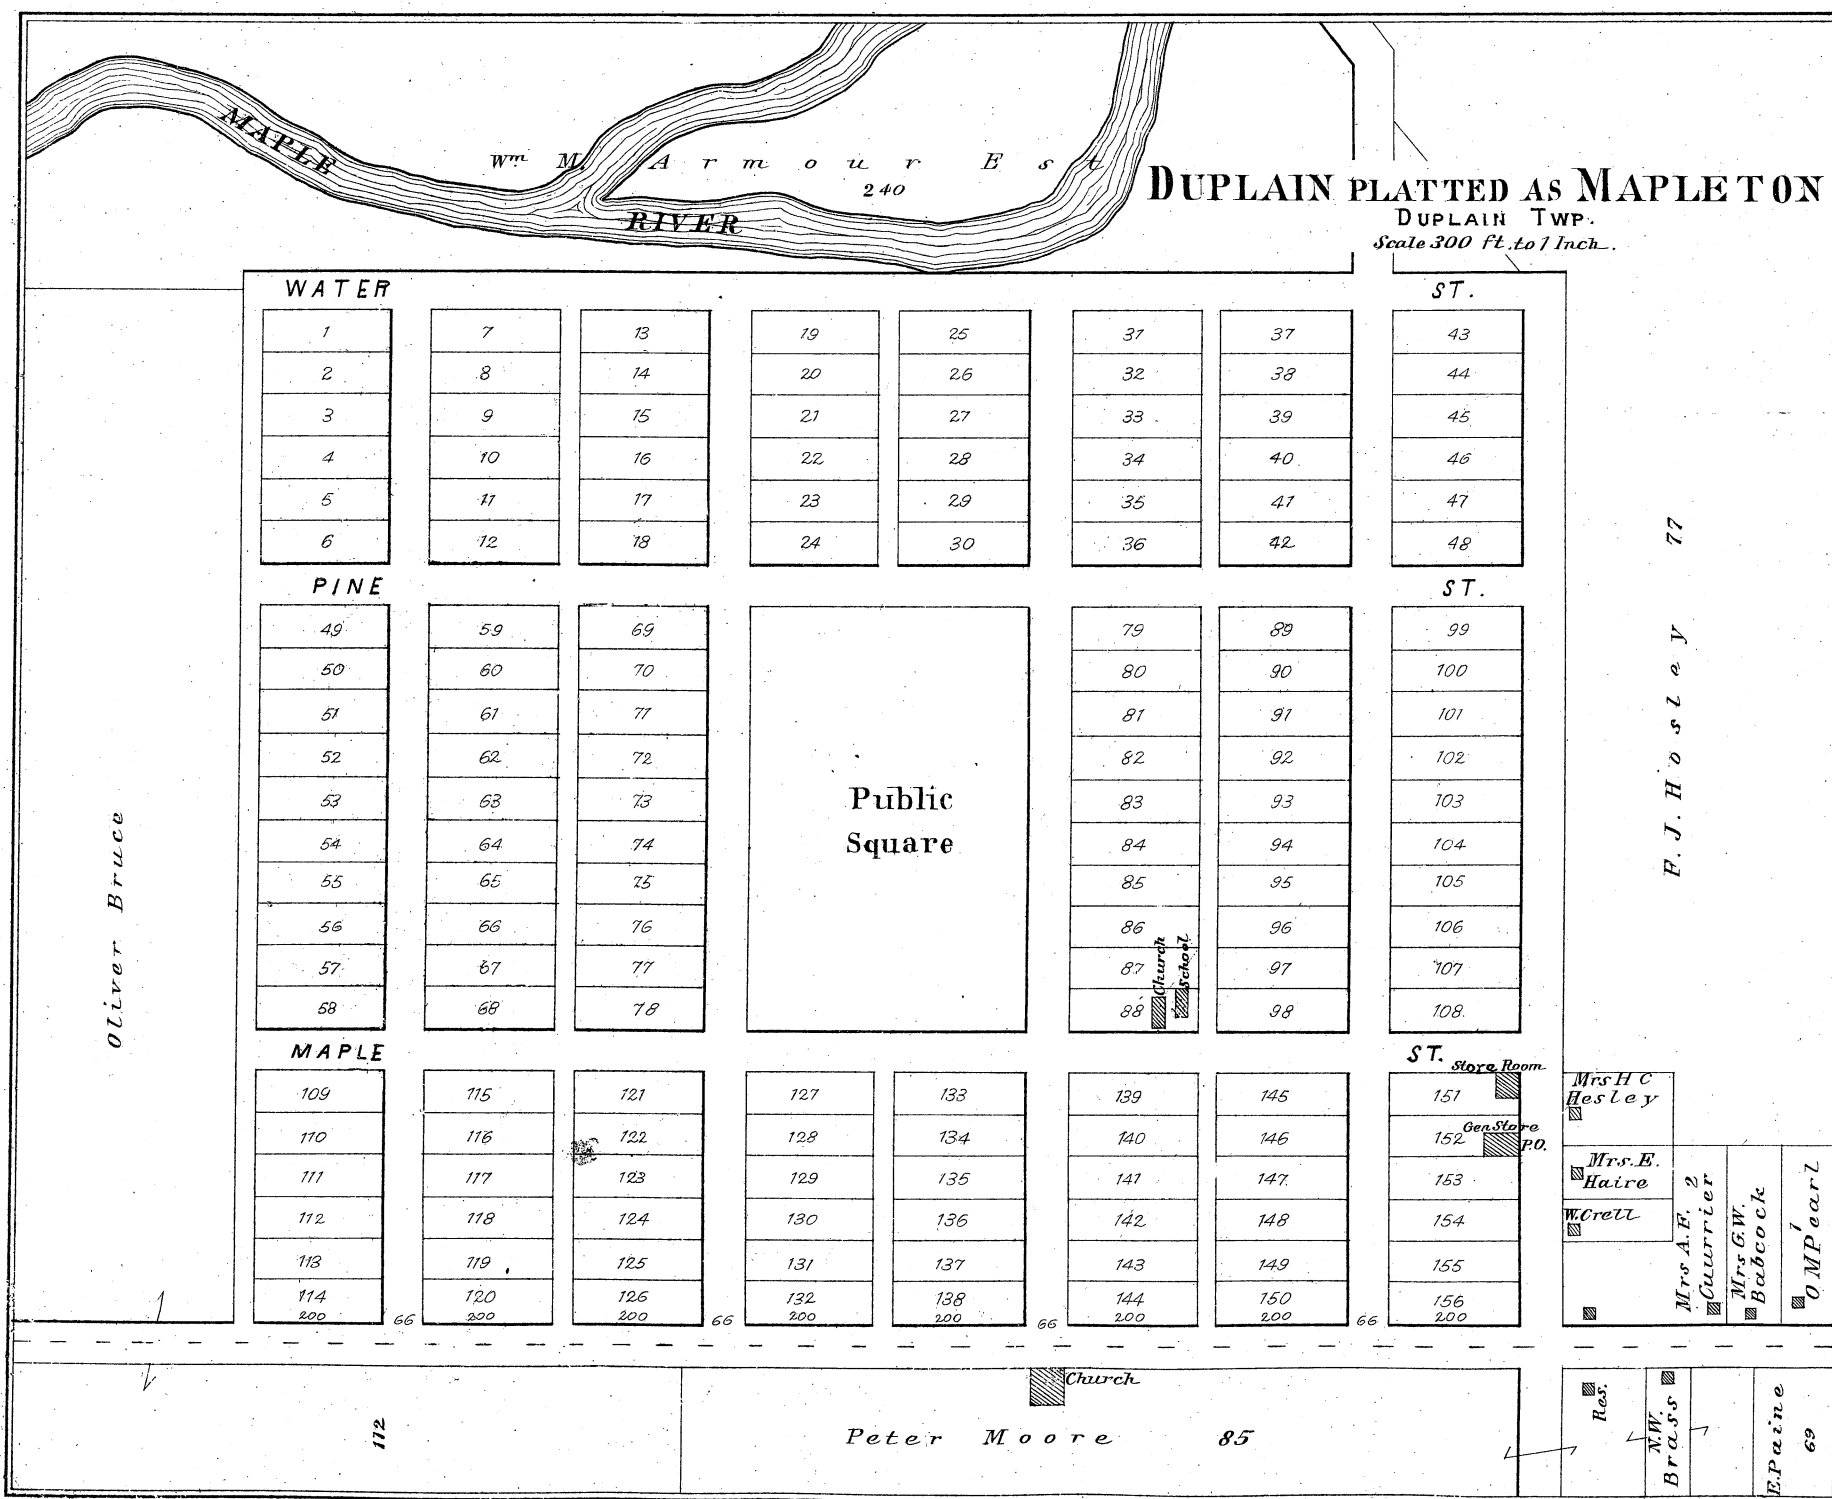 MAPLE
RIVER
Wm M. Armour Est
240
DUPLAIN PLATTED AS MAPLETON
DUPLAIN TWP.
Scale 300 ft. to 1 Inch.
WATER ST.
1 7 13 19 25 31 37 43
2 8 14 20 26 32 38 44
3 9 15 21 27 33 39 45
4 10 16 22 28 34 40 46
5 11 17 23 29 35 41 47
6 12 18 24 30 36 42 48
PINE ST.
49 59 69 79 89 99
50 60 70 80 90 100
51 61 71 81 91 101
52 62 72 82 92 102
53 63 73 83 93 103
54 64 74 84 94 104
55 65 75 85 95 105
56 66 76 86 96 106
57 67 77 87 97 107
58 68 78 88 98 108
Public
Square
Church
School
Oliver Bruce
F. J. Hosley 77
MAPLE ST.
Store Room
109 115 121 127 133 139 145 151
110 116 122 128 134 140 146 152
Gen Store
P.O.
111 117 123 129 135 141 147 153
112 118 124 130 136 142 148 154
113 119 125 131 137 143 149 155
114 120 126 132 138 144 150 156
200 66 200 200 66 200 200 66 200 200 66 200
Mrs H C
Hesley
Mrs. E.
Haire
W. Crell
Mrs A. F. 2
Cuurrier
Mrs G. W.
Babcock
1
O M Pearl
112
Church
Peter Moore 85
Res.
N. W.
Brass
E. Paine
69